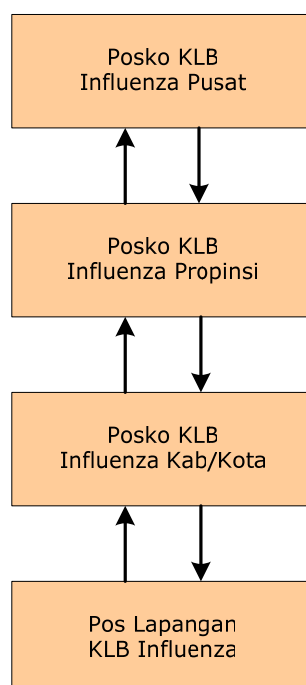 Posko KLB
Influenza Pusat
Posko KLB
Influenza Propinsi
Posko KLB
Influenza Kab/Kota
Pos Lapangan
KLB Influenza